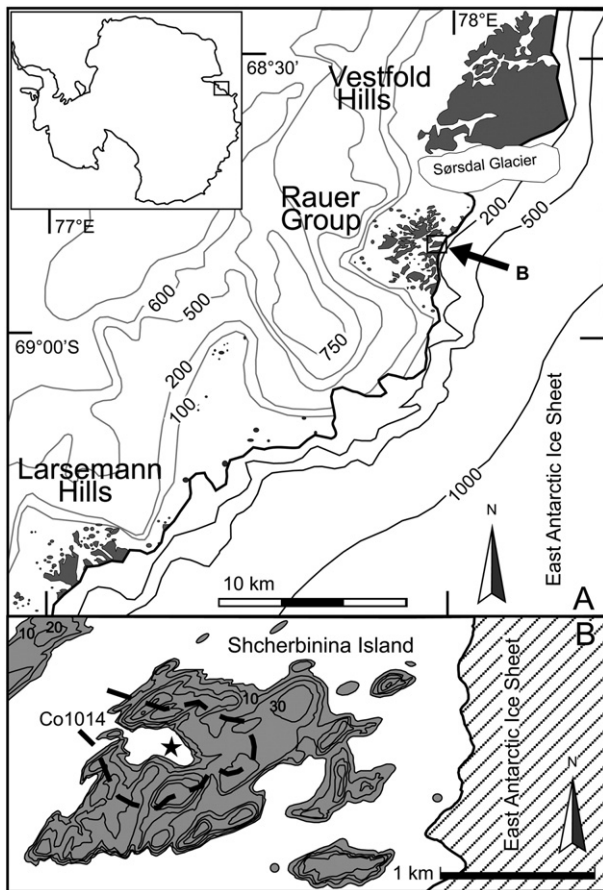 78°E
68°30'
Vestfold
Hills
Sørsdal Glacier
Rauer
Group
200
500
77°E
B
600
500
69°00'S
750
200
100
Larsemann
Hills
1000
East Antarctic Ice Sheet
N
10 km
A
B
10
20
Shcherbinina Island
10
30
Co1014
East Antarctic Ice Sheet
N
1 km